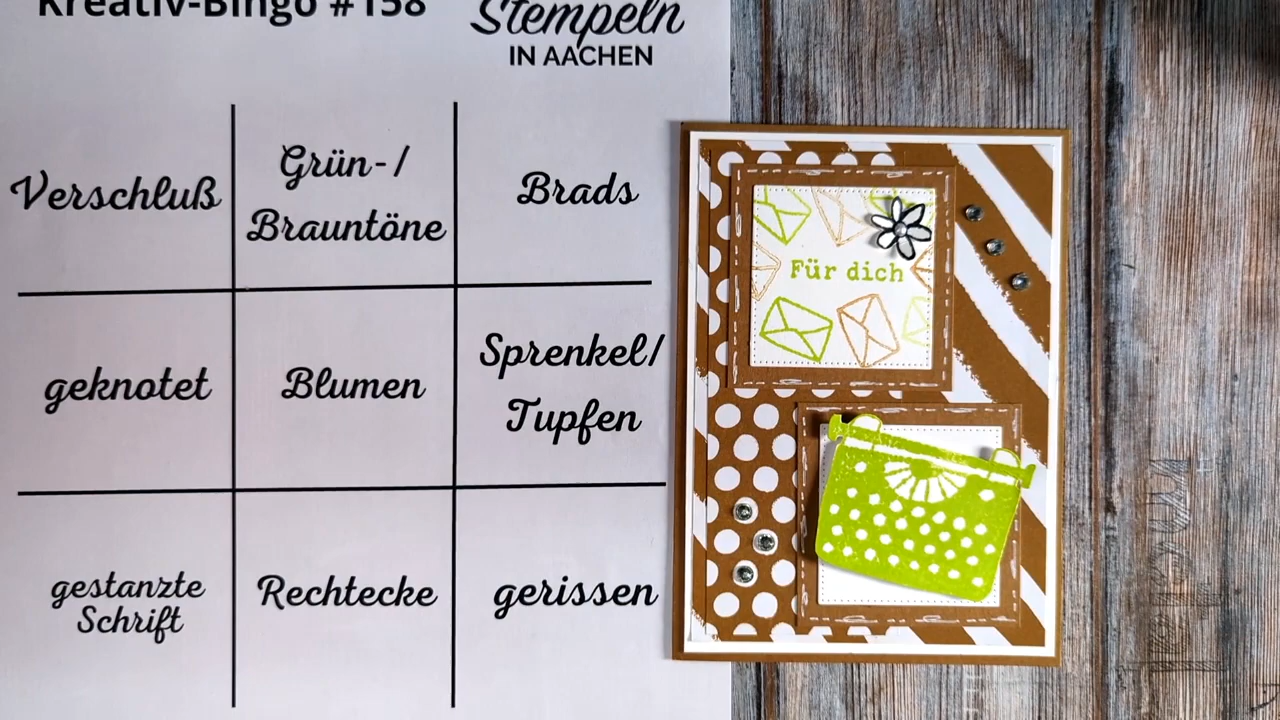 Kreativ-Bingo #158
Stempeln
IN AACHEN
Verschluß
Grün-/
Brauntöne
Brads
geknotet
Blumen
Sprenkel/
Tupfen
gestanzte
Schrift
Rechtecke
gerissen
Für dich